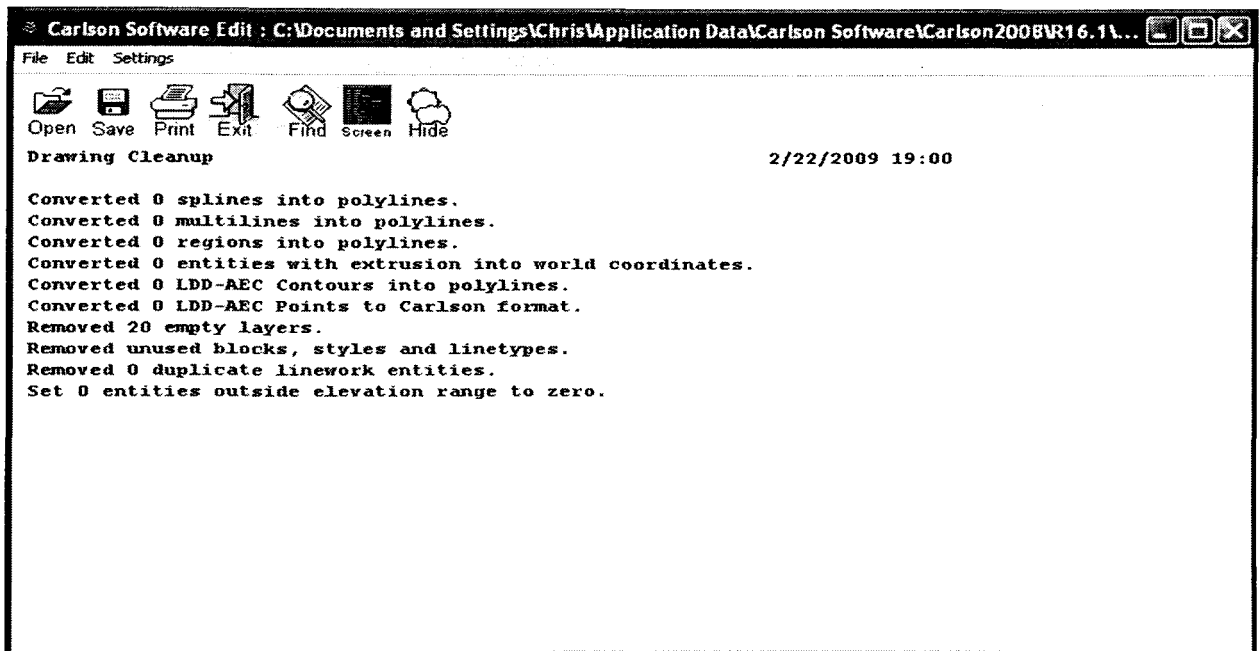 Carlson Software Edit : C:\Documents and Settings\Chris\Application Data\Carlson Software\Carlson2008\R16.1\...
File Edit Settings
Open Save Print Exit Find Screen Hide
Drawing Cleanup 2/22/2009 19:00
Converted 0 splines into polylines.
Converted 0 multilines into polylines.
Converted 0 regions into polylines.
Converted 0 entities with extrusion into world coordinates.
Converted 0 LDD-AEC Contours into polylines.
Converted 0 LDD-AEC Points to Carlson format.
Removed 20 empty layers.
Removed unused blocks, styles and linetypes.
Removed 0 duplicate linework entities.
Set 0 entities outside elevation range to zero.